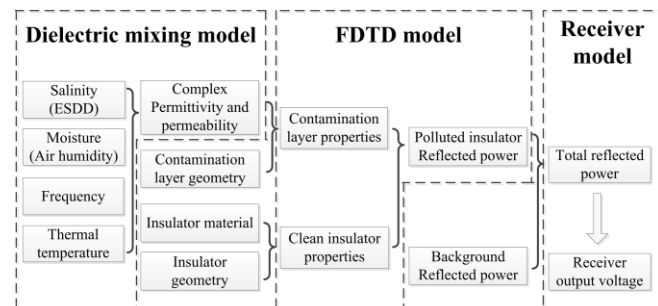 Dielectric mixing model
FDTD model
Receiver
model
Salinity
(ESDD)
Moisture
(Air humidity)
Frequency
Thermal
temperature
Complex
Permittivity and
permeability
Contamination
layer geometry
Insulator material
Insulator
geometry
Contamination
layer properties
Clean insulator
properties
Polluted insulator
Reflected power
Background
Reflected power
Total reflected
power
Receiver
output voltage